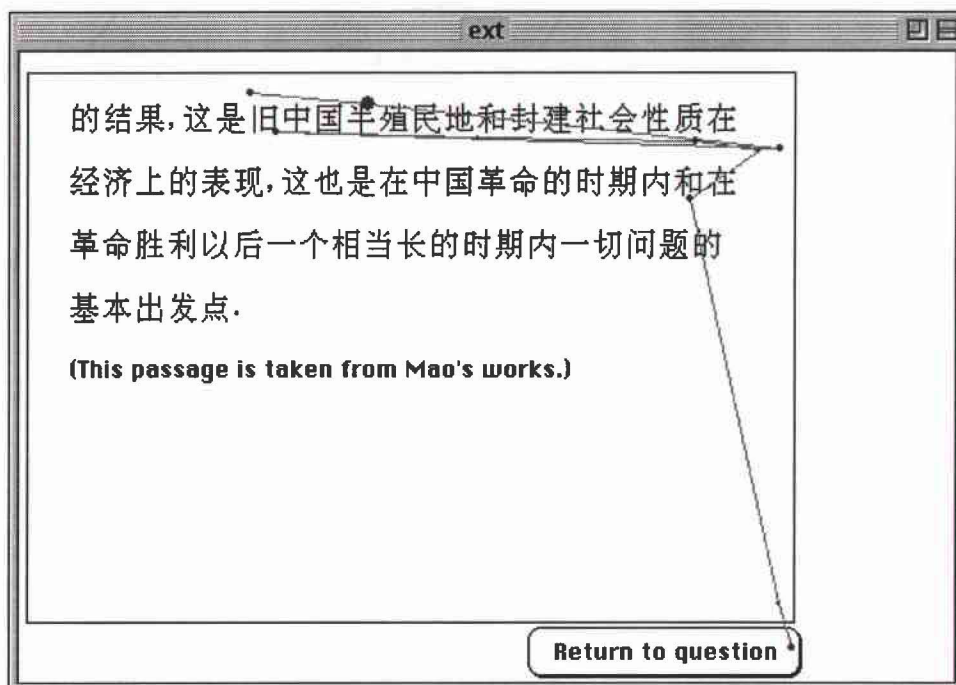 ext
的结果,这是旧中国半殖民地和封建社会性质在
经济上的表现,这也是在中国革命的时期内和在
革命胜利以后一个相当长的时期内一切问题的
基本出发点.
(This passage is taken from Mao's works.)
Return to question